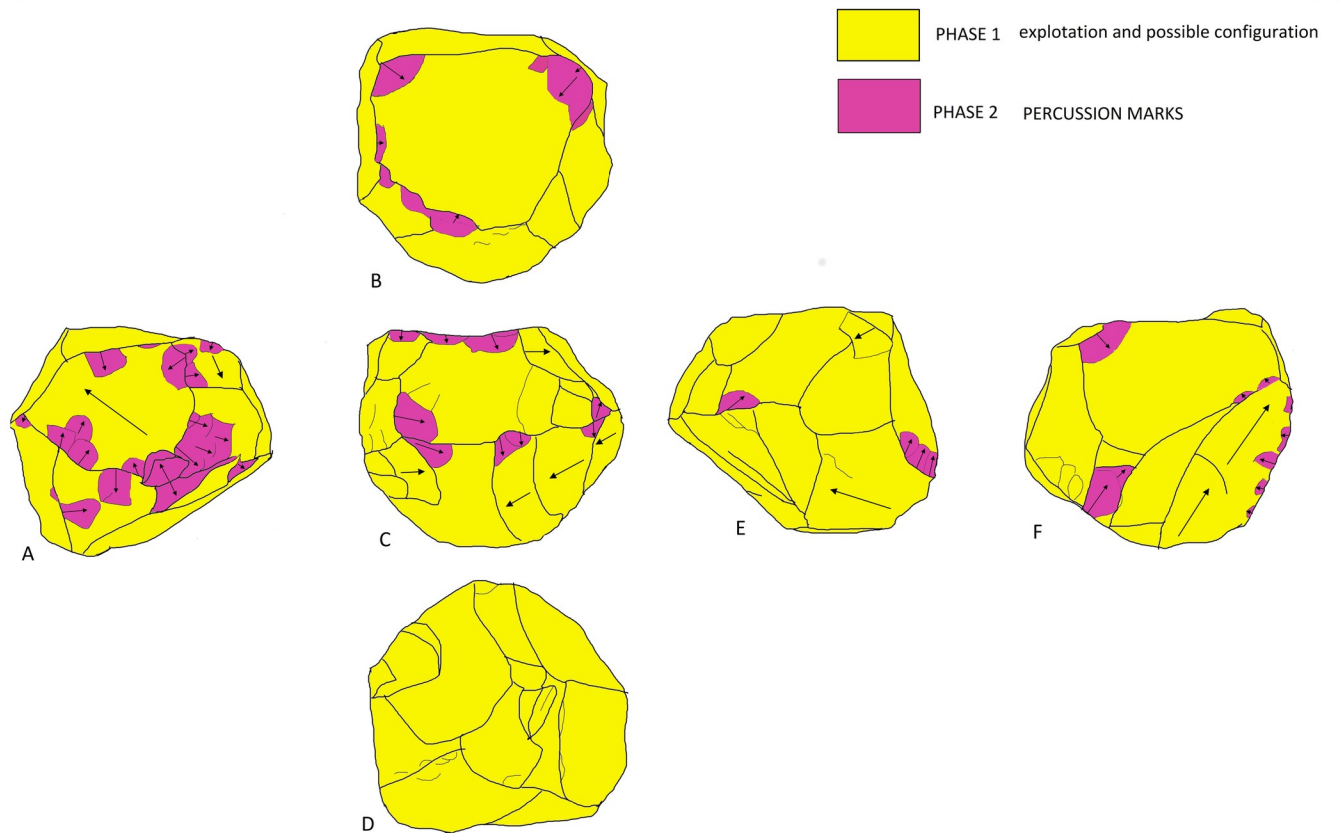 PHASE 1 explotation and possible configuration
PHASE 2 PERCUSSION MARKS
B
A
C
E
F
D